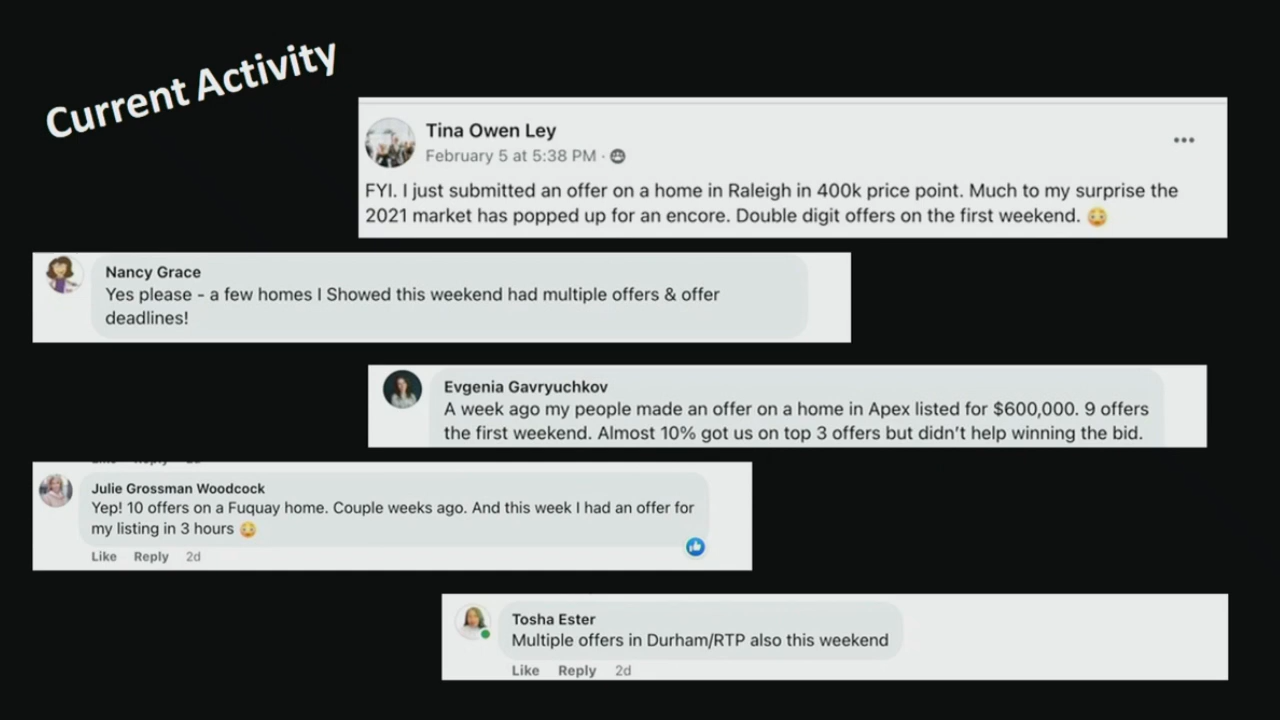 Current Activity
Tina Owen Ley
February 5 at 5:38 PM ·
FYI. I just submitted an offer on a home in Raleigh in 400k price point. Much to my surprise the
2021 market has popped up for an encore. Double digit offers on the first weekend. 😳
Nancy Grace
Yes please - a few homes I Showed this weekend had multiple offers & offer
deadlines!
Evgenia Gavryuchkov
A week ago my people made an offer on a home in Apex listed for $600,000. 9 offers
the first weekend. Almost 10% got us on top 3 offers but didn't help winning the bid.
Julie Grossman Woodcock
Yep! 10 offers on a Fuquay home. Couple weeks ago. And this week I had an offer for
my listing in 3 hours 😳
Like Reply 2d
Tosha Ester
Multiple offers in Durham/RTP also this weekend
Like Reply 2d